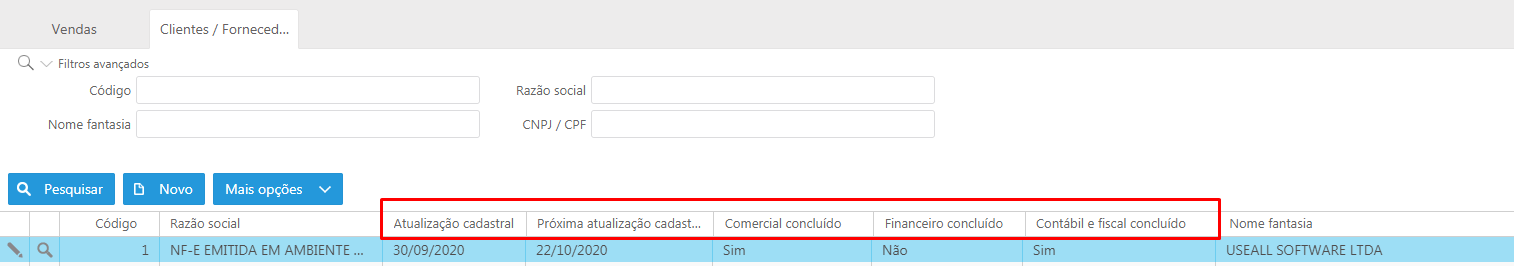 Vendas Clientes / Forneced...
Filtros avançados
Código Razão social
Nome fantasia CNPJ / CPF
Pesquisar Novo Mais opções
Código Razão social Atualização cadastral Próxima atualização cadast... Comercial concluído Financeiro concluído Contábil e fiscal concluído Nome fantasia
1 NF-E EMITIDA EM AMBIENTE ... 30/09/2020 22/10/2020 Sim Não Sim USEALL SOFTWARE LTDA